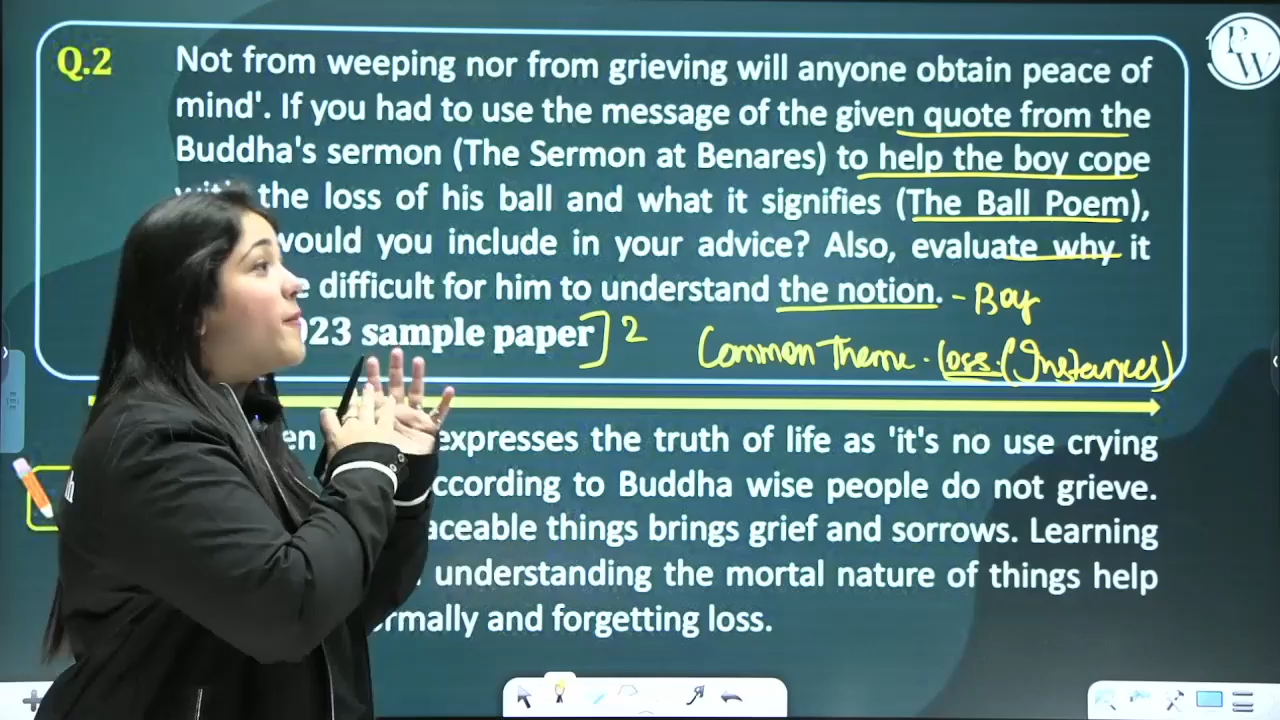 Q.2
Not from weeping nor from grieving will anyone obtain peace of
mind'. If you had to use the message of the given quote from the
Buddha's sermon (The Sermon at Benares) to help the boy cope
the loss of his ball and what it signifies (The Ball Poem),
would you include in your advice? Also, evaluate why it
difficult for him to understand the notion. - Boy
23 sample paper] 2
Common Theme. Loss. (Instances)
expresses the truth of life as 'it's no use crying
ccording to Buddha wise people do not grieve.
aceable things brings grief and sorrows. Learning
understanding the mortal nature of things help
rmally and forgetting loss.